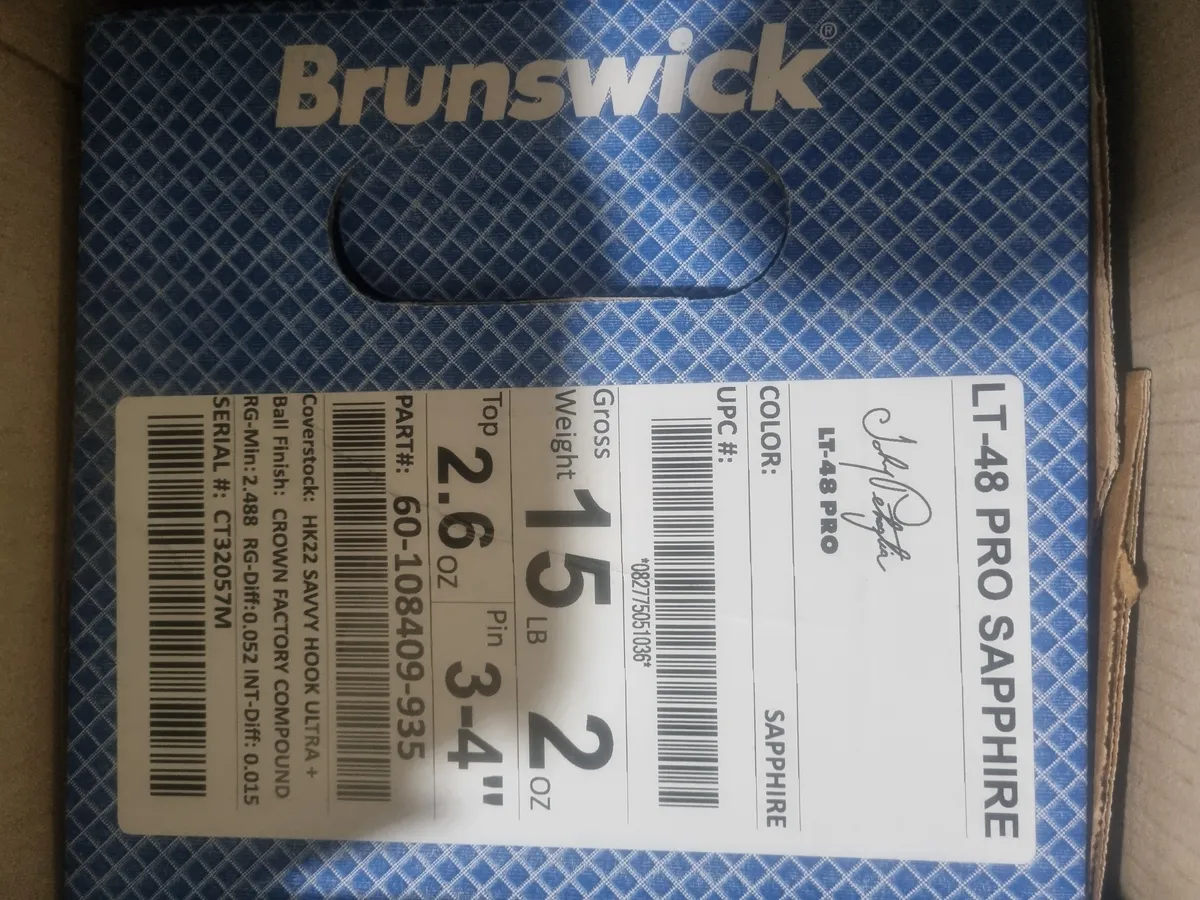 Brunswick®
LT-48 PRO SAPPHIRE
LT-48 PRO
COLOR: SAPPHIRE
UPC #:
*082775051036*
Gross Weight 15 LB 2 OZ
Top 2.6 OZ Pin 3-4"
PART#: 60-108409-935
Coverstock: HK22 SAVVY HOOK ULTRA +
Ball Finish: CROWN FACTORY COMPOUND
RG-Min: 2.488 RG-Diff:0.052 INT-Diff: 0.015
SERIAL #: CT32057M